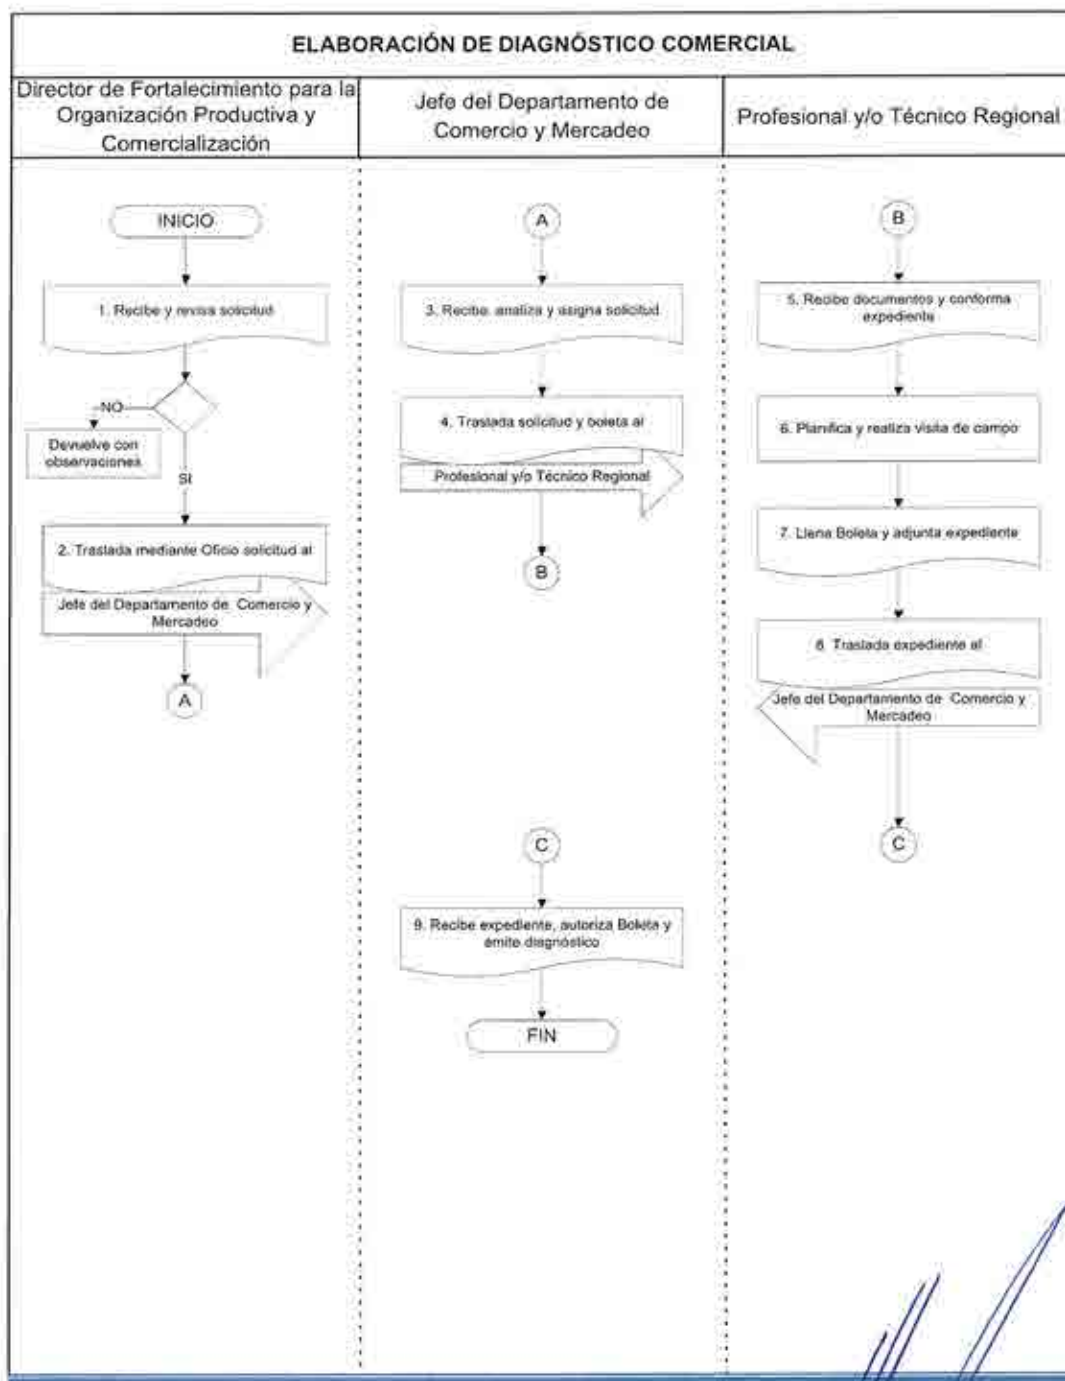 ELABORACIÓN DE DIAGNÓSTICO COMERCIAL
Director de Fortalecimiento para la
Organización Productiva y
Comercialización
Jefe del Departamento de
Comercio y Mercadeo
Profesional y/o Técnico Regional
INICIO
1. Recibe y revisa solicitud
NO
Devuelve con
observaciones
SI
2. Traslada mediante Oficio solicitud al
Jefe del Departamento de Comercio y
Mercadeo
A
A
3. Recibe, analiza y asigna solicitud
4. Traslada solicitud y boleta al
Profesional y/o Técnico Regional
B
B
5. Recibe documentos y conforma
expediente
6. Planifica y realiza visita de campo
7. Llena Boleta y adjunta expediente
8. Traslada expediente al
Jefe del Departamento de Comercio y
Mercadeo
C
C
9. Recibe expediente, autoriza Boleta y
emite diagnóstico
FIN